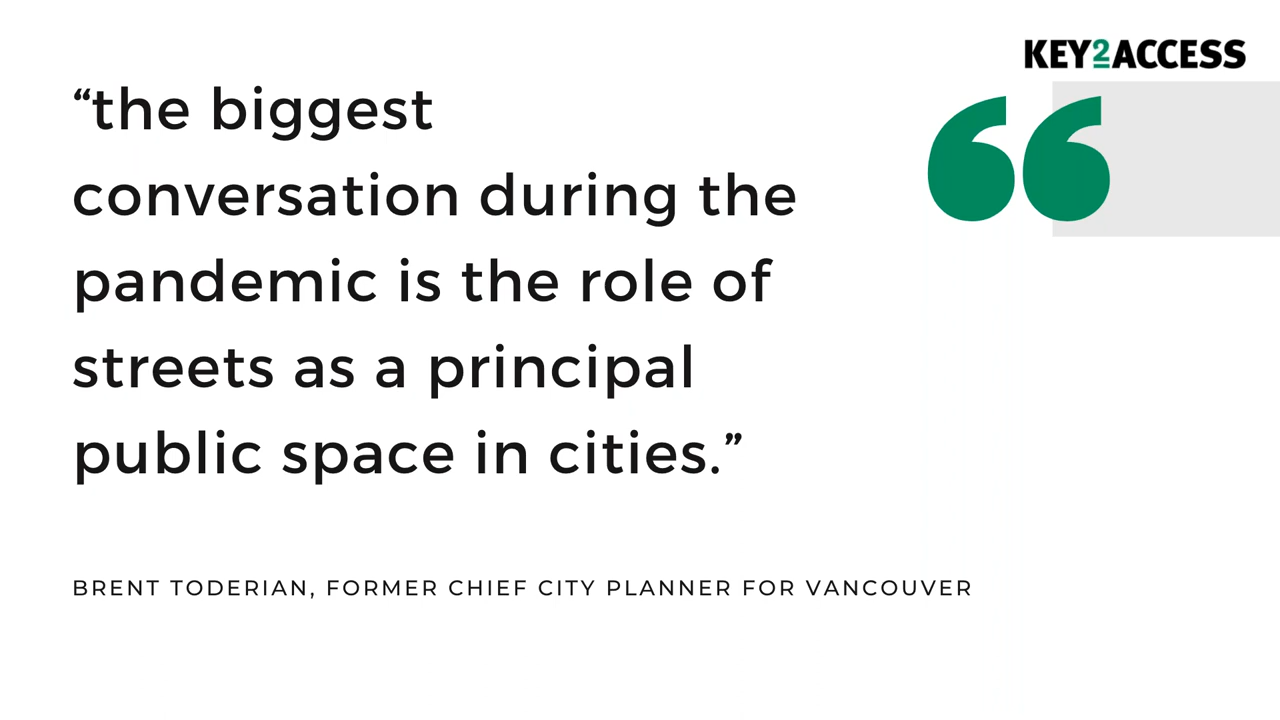 KEY2ACCESS
“the biggest
conversation during the
pandemic is the role of
streets as a principal
public space in cities.”
BRENT TODERIAN, FORMER CHIEF CITY PLANNER FOR VANCOUVER